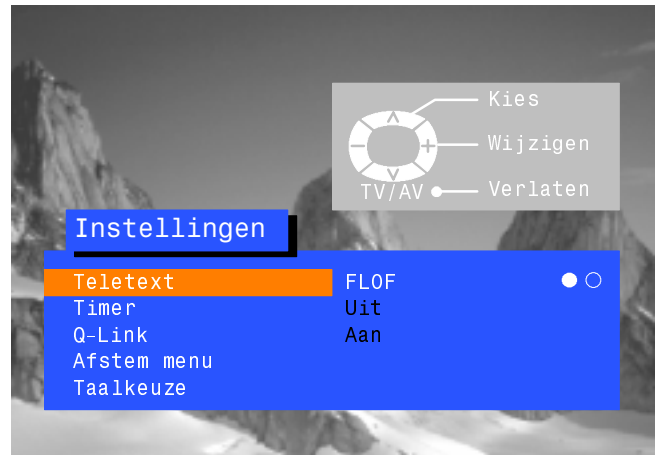 Kies
Wijzigen
TV/AV Verlaten
Instellingen
Teletext FLOF
Timer Uit
Q-Link Aan
Afstem menu
Taalkeuze